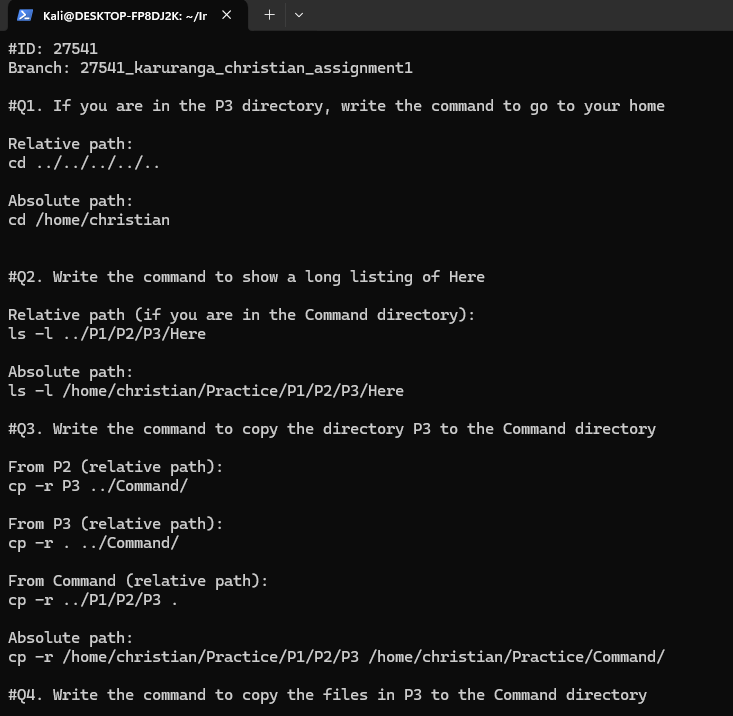 Kali@DESKTOP-FP8DJ2K: ~/Ir
#ID: 27541
Branch: 27541_karuranga_christian_assignment1
#Q1. If you are in the P3 directory, write the command to go to your home
Relative path:
cd ../../../../..
Absolute path:
cd /home/christian
#Q2. Write the command to show a long listing of Here
Relative path (if you are in the Command directory):
ls -l ../P1/P2/P3/Here
Absolute path:
ls -l /home/christian/Practice/P1/P2/P3/Here
#Q3. Write the command to copy the directory P3 to the Command directory
From P2 (relative path):
cp -r P3 ../Command/
From P3 (relative path):
cp -r . ../Command/
From Command (relative path):
cp -r ../P1/P2/P3 .
Absolute path:
cp -r /home/christian/Practice/P1/P2/P3 /home/christian/Practice/Command/
#Q4. Write the command to copy the files in P3 to the Command directory